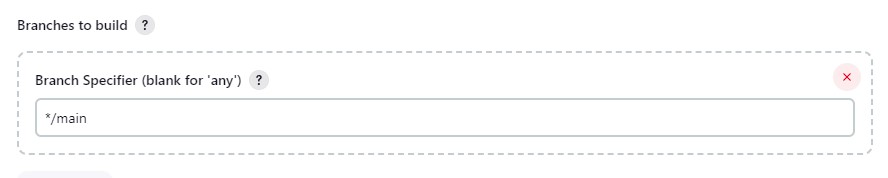 Branches to build ?
Branch Specifier (blank for 'any') ?
*/main